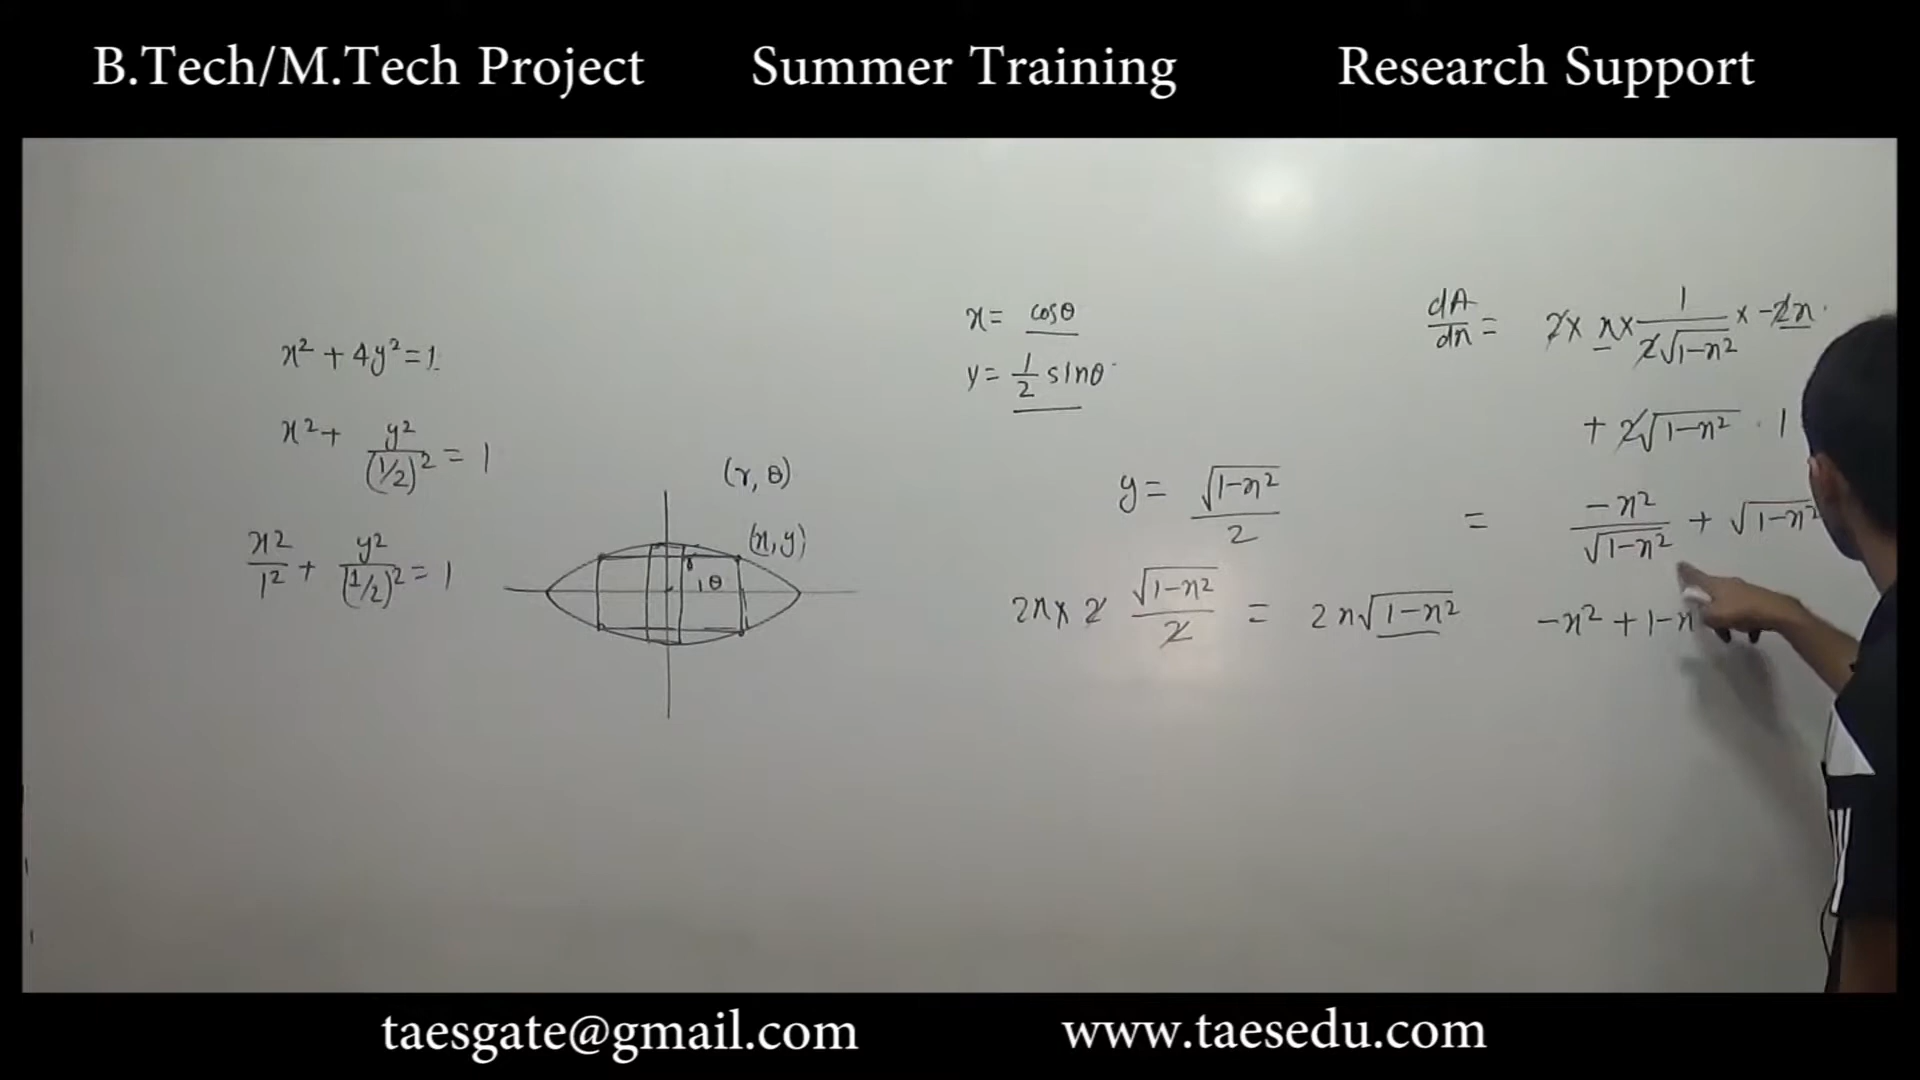 B.Tech/M.Tech Project Summer Training Research Support
x² + 4y² = 1
x² + y²/(1/2)² = 1
x²/1² + y²/(1/2)² = 1
(r, θ)
(x, y)
r
θ
x = cosθ
y = 1/2 sinθ
y = √(1-x²)/2
2x × 2 √(1-x²)/2 = 2x√(1-x²)
dA/dx = 2 × x × 1/(2√(1-x²)) × -2x
+ 2√(1-x²) · 1
= -x²/√(1-x²) + √(1-x²)
-x² + 1-x
taesgate@gmail.com www.taesedu.com